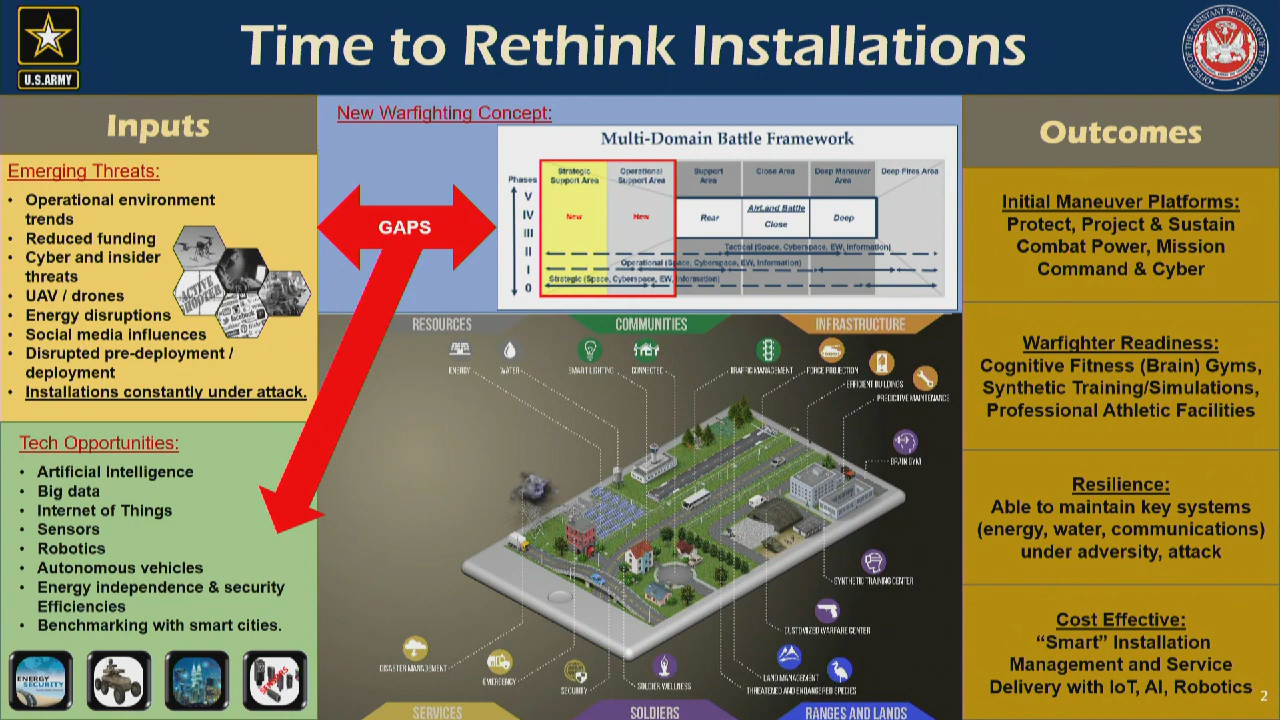 Time to Rethink Installations
U.S.ARMY
Inputs
Emerging Threats:
• Operational environment
trends
• Reduced funding
• Cyber and insider
threats
• UAV / drones
• Energy disruptions
• Social media influences
• Disrupted pre-deployment /
deployment
• Installations constantly under attack.
Tech Opportunities:
• Artificial Intelligence
• Big data
• Internet of Things
• Sensors
• Robotics
• Autonomous vehicles
• Energy independence & security
Efficiencies
• Benchmarking with smart cities.
ENERGY
SECURITY
SENSORS
ACTIVE
SHOOTER
GAPS
New Warfighting Concept:
Multi-Domain Battle Framework
Phases
Strategic
Support Area
Operational
Support Area
Support
Area
Close Area
Deep Maneuver
Area
Deep Fires Area
V
IV
III
II
I
0
New
New
Rear
AirLand Battle
Close
Deep
Tactical (Space, Cyberspace, EW, Information)
Operational (Space, Cyberspace, EW, Information)
Strategic (Space, Cyberspace, EW, Information)
RESOURCES
COMMUNITIES
INFRASTRUCTURE
ENERGY
WATER
SMART LIGHTING
CONNECTED
TRAFFIC MANAGEMENT
FORCE PROJECTION
EFFICIENT BUILDINGS
PREDICTIVE MAINTENANCE
BRAIN GYM
SYNTHETIC TRAINING CENTER
CUSTOMIZED WARFARE CENTER
LAND MANAGEMENT
THREATENED AND ENDANGERED SPECIES
DISASTER MANAGEMENT
EMERGENCY
SECURITY
SOLDIER WELLNESS
SERVICES
SOLDIERS
RANGES AND LANDS
Outcomes
Initial Maneuver Platforms:
Protect, Project & Sustain
Combat Power, Mission
Command & Cyber
Warfighter Readiness:
Cognitive Fitness (Brain) Gyms,
Synthetic Training/Simulations,
Professional Athletic Facilities
Resilience:
Able to maintain key systems
(energy, water, communications)
under adversity, attack
Cost Effective:
“Smart” Installation
Management and Service
Delivery with IoT, AI, Robotics
2